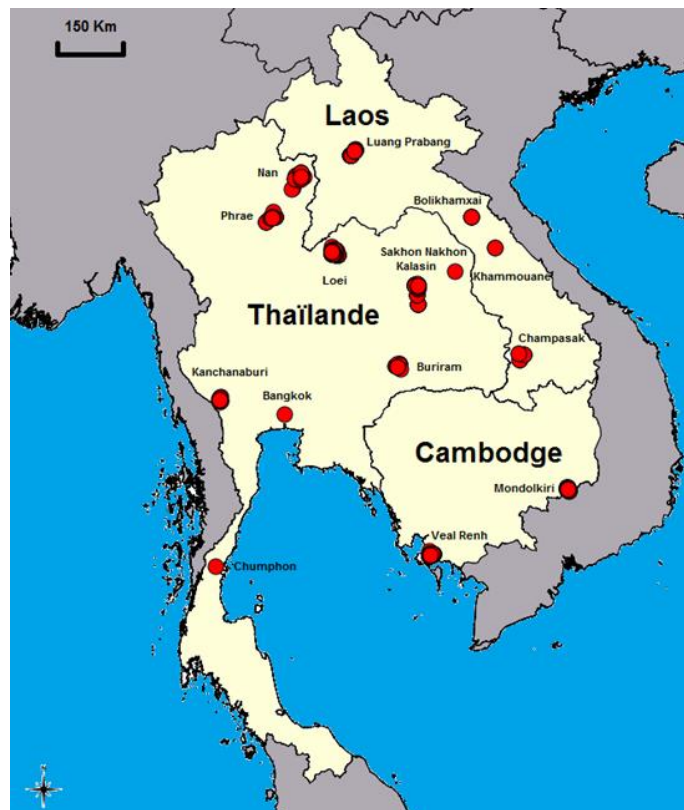 150 Km
Laos
Luang Prabang
Nan
Bolikhamxai
Phrae
Sakhon Nakhon
Kalasin
Khammouane
Loei
Thaïlande
Champasak
Kanchanaburi
Buriram
Bangkok
Cambodge
Mondolkiri
Veal Renh
Chumphon